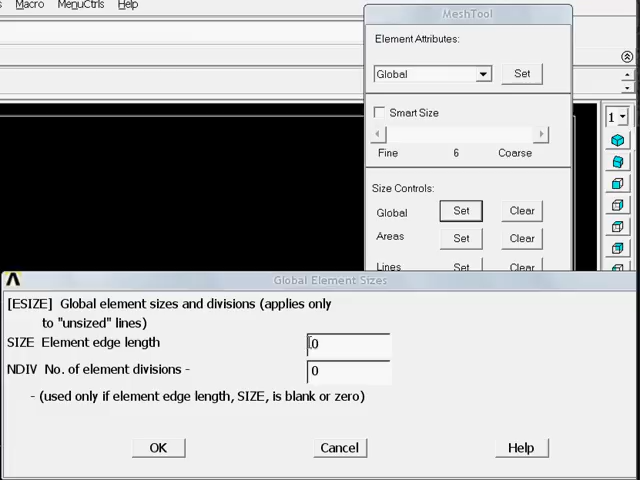 Macro MenuCtrls Help
MeshTool
Element Attributes:
Global Set
1
Smart Size
Fine 6 Coarse
Size Controls:
Global Set Clear
Areas Set Clear
Lines Set Clear
Global Element Sizes
[ESIZE] Global element sizes and divisions (applies only
to "unsized" lines)
SIZE Element edge length 0
NDIV No. of element divisions - 0
- (used only if element edge length, SIZE, is blank or zero)
OK Cancel Help